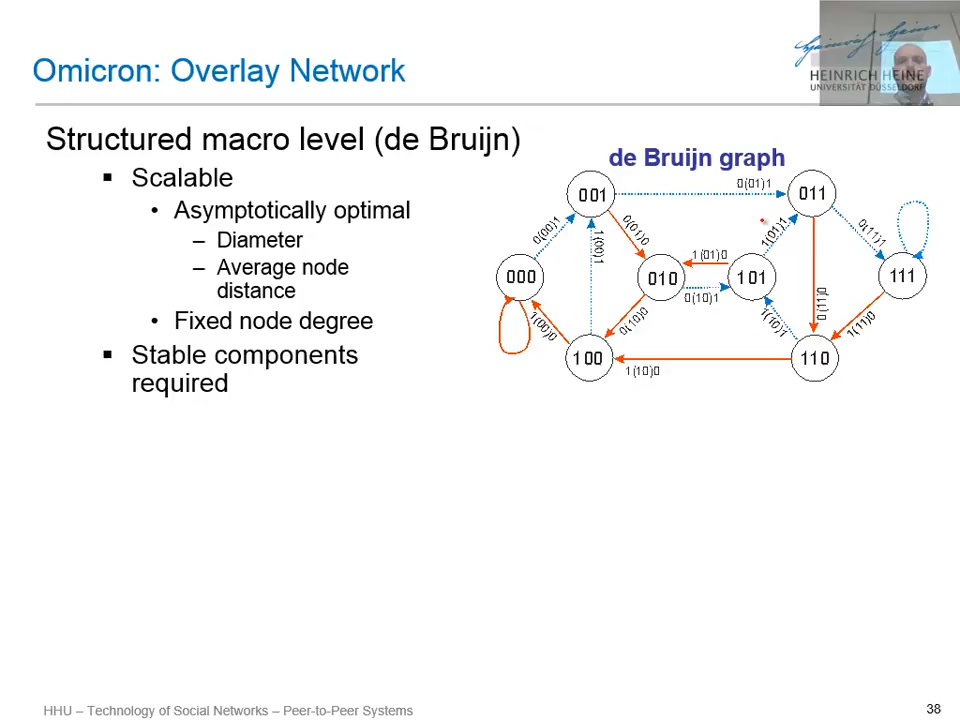 Omicron: Overlay Network
HEINRICH HEINE
UNIVERSITÄT DÜSSELDORF
Structured macro level (de Bruijn)
▪ Scalable
• Asymptotically optimal
– Diameter
– Average node
distance
• Fixed node degree
▪ Stable components
required
de Bruijn graph
001
0(01)1
011
0(00)1
1(00)1
0(01)0
1(01)0
1(01)1
0(11)1
000
010
101
111
0(10)1
1(00)0
0(10)0
1(10)1
0(11)0
1(11)0
100
1(10)0
110
HHU – Technology of Social Networks – Peer-to-Peer Systems
38